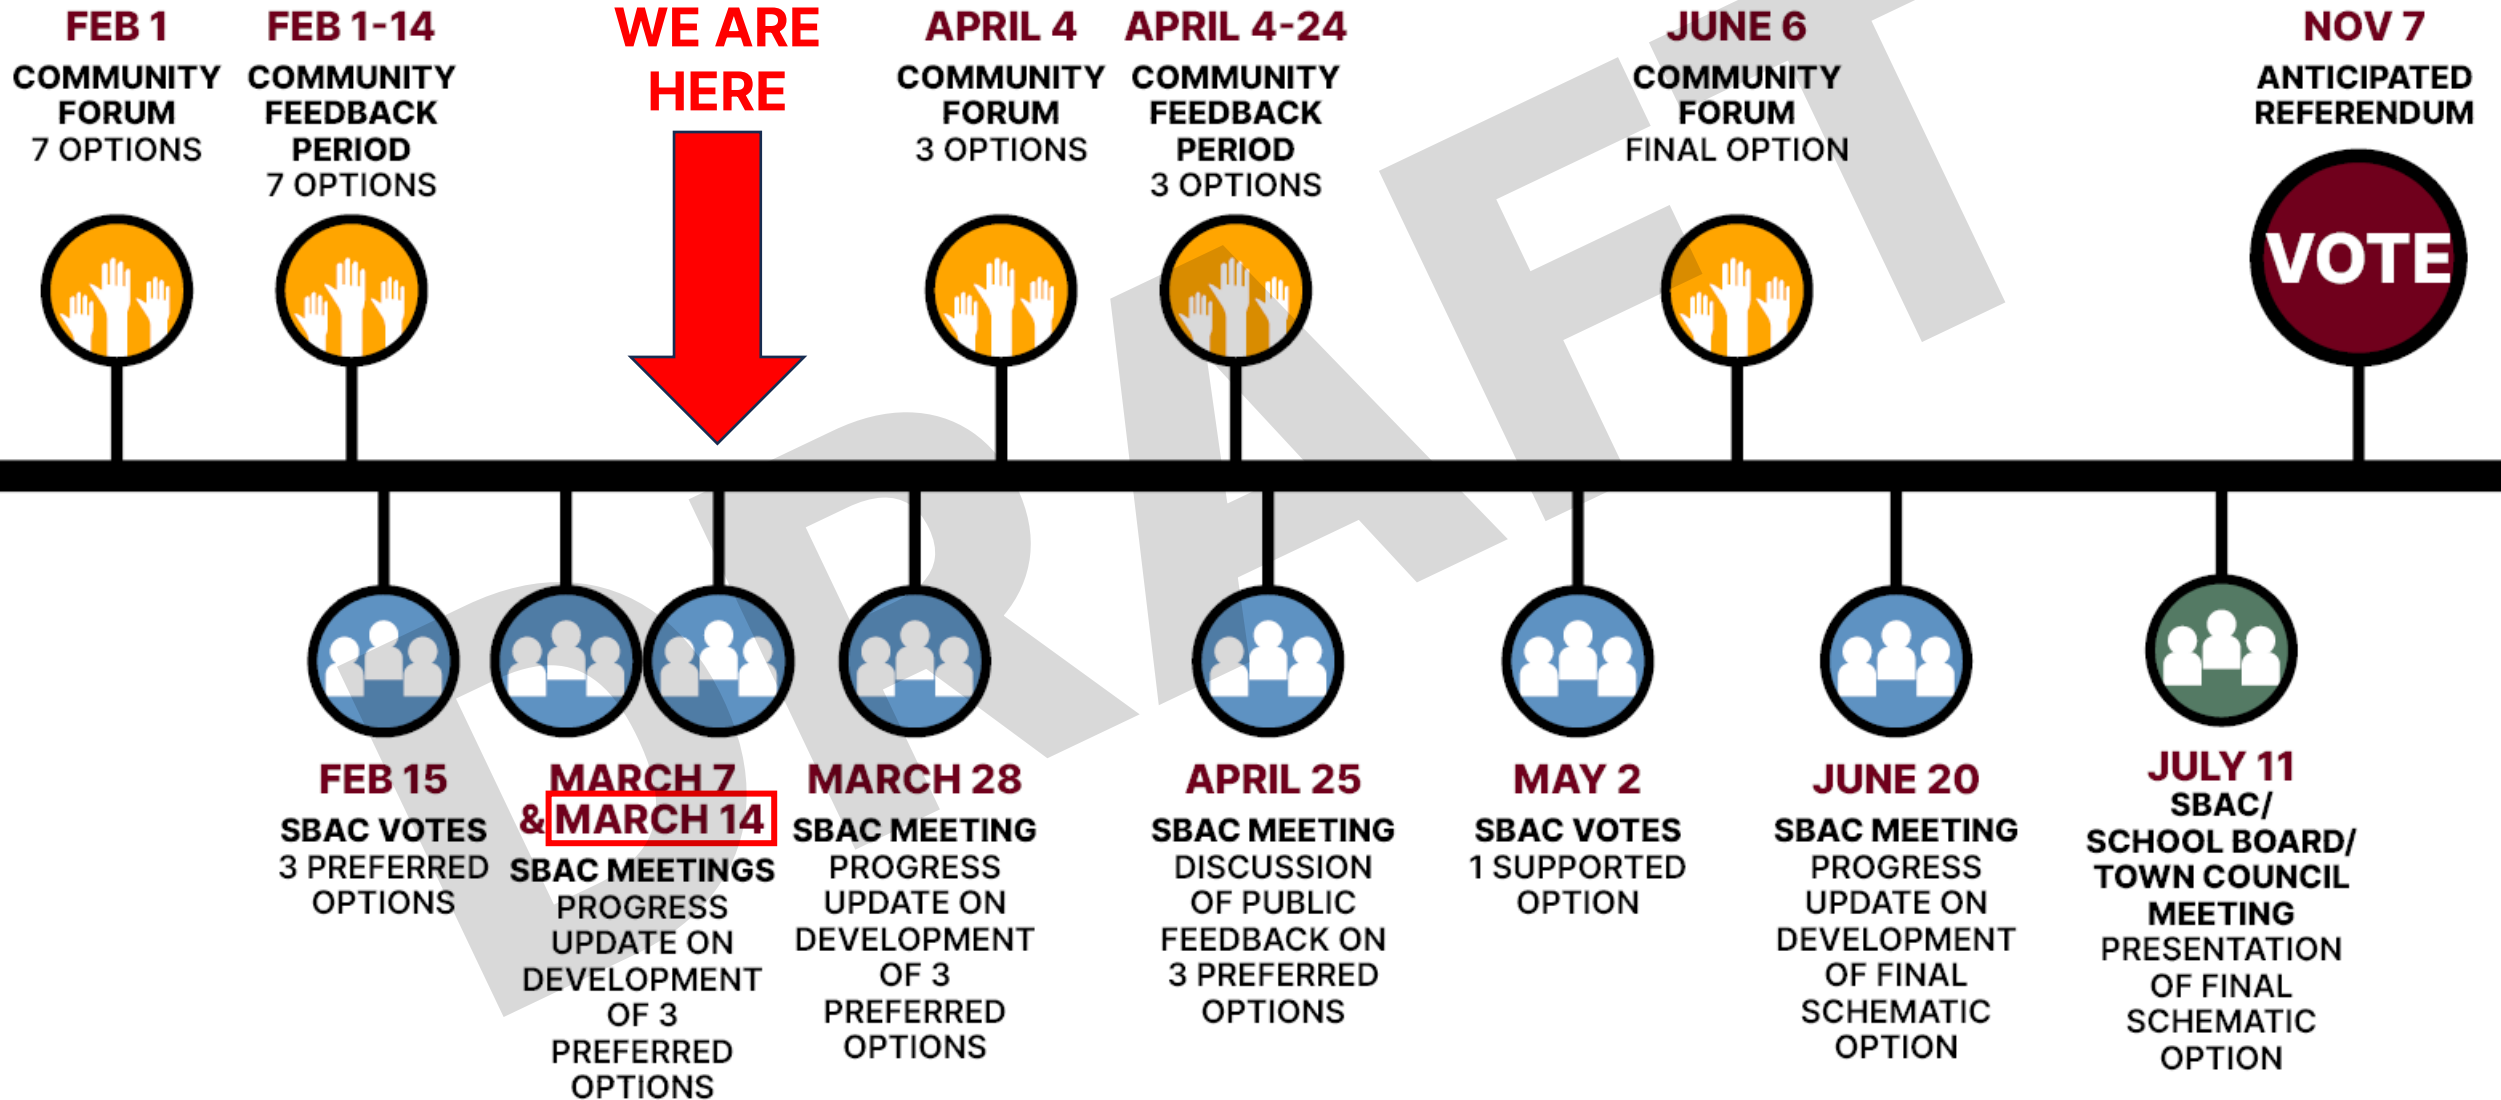 FEB 1
COMMUNITY
FORUM
7 OPTIONS
FEB 1-14
COMMUNITY
FEEDBACK
PERIOD
7 OPTIONS
WE ARE
HERE
APRIL 4
COMMUNITY
FORUM
3 OPTIONS
APRIL 4-24
COMMUNITY
FEEDBACK
PERIOD
3 OPTIONS
JUNE 6
COMMUNITY
FORUM
FINAL OPTION
NOV 7
ANTICIPATED
REFERENDUM
VOTE
DRAFT
FEB 15
SBAC VOTES
3 PREFERRED
OPTIONS
MARCH 7
& MARCH 14
SBAC MEETINGS
PROGRESS
UPDATE ON
DEVELOPMENT
OF 3
PREFERRED
OPTIONS
MARCH 28
SBAC MEETING
PROGRESS
UPDATE ON
DEVELOPMENT
OF 3
PREFERRED
OPTIONS
APRIL 25
SBAC MEETING
DISCUSSION
OF PUBLIC
FEEDBACK ON
3 PREFERRED
OPTIONS
MAY 2
SBAC VOTES
1 SUPPORTED
OPTION
JUNE 20
SBAC MEETING
PROGRESS
UPDATE ON
DEVELOPMENT
OF FINAL
SCHEMATIC
OPTION
JULY 11
SBAC/
SCHOOL BOARD/
TOWN COUNCIL
MEETING
PRESENTATION
OF FINAL
SCHEMATIC
OPTION